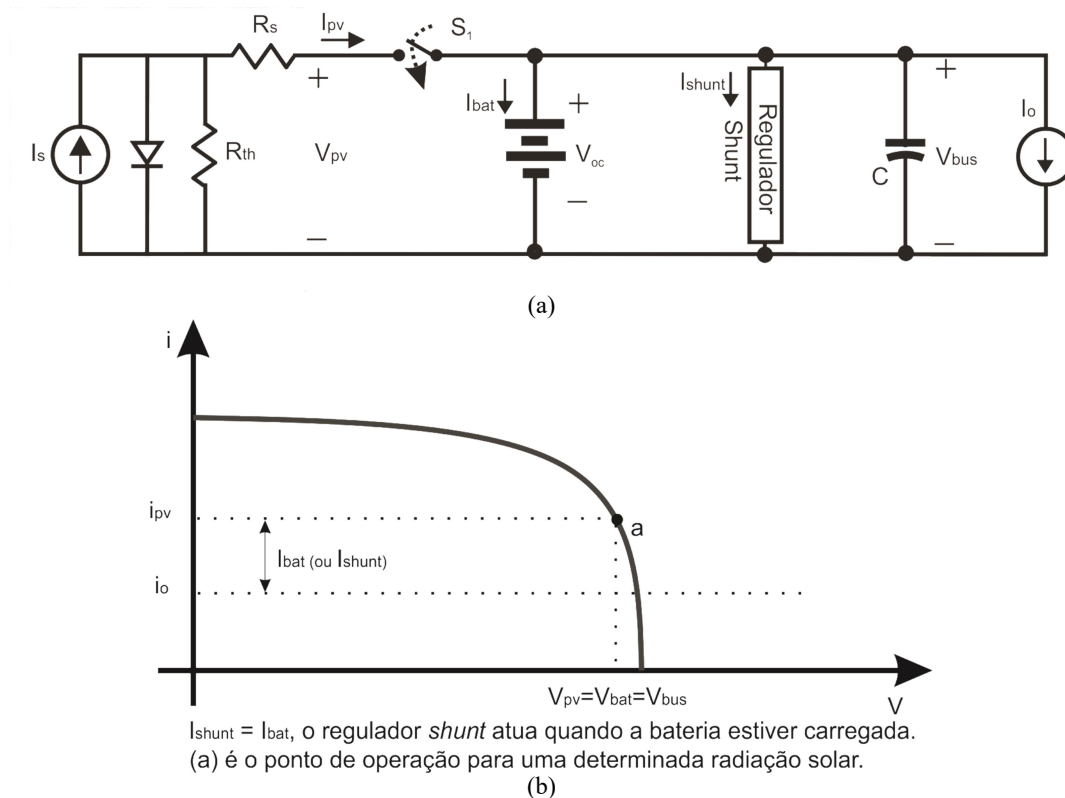 Rs Ipv S1
+
Is Rth Vpv
−
Ibat + Voc −
Ishunt Regulador Shunt
C + Vbus −
Io
(a)
i
ipv a
Ibat (ou Ishunt)
io
Vpv=Vbat=Vbus V
Ishunt = Ibat, o regulador shunt atua quando a bateria estiver carregada.
(a) é o ponto de operação para uma determinada radiação solar.
(b)